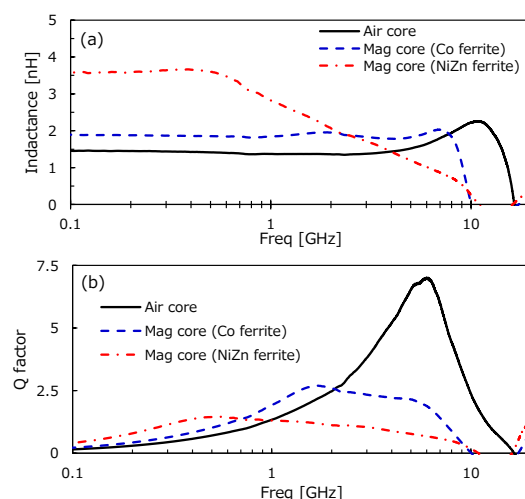 5
(a)
Air core
Mag core (Co ferrite)
Mag core (NiZn ferrite)
4
3
2
1
0
Indactance [nH]
0.1
1
10
Freq [GHz]
7.5
(b)
Air core
Mag core (Co ferrite)
Mag core (NiZn ferrite)
5
2.5
0
Q factor
0.1
1
10
Freq [GHz]